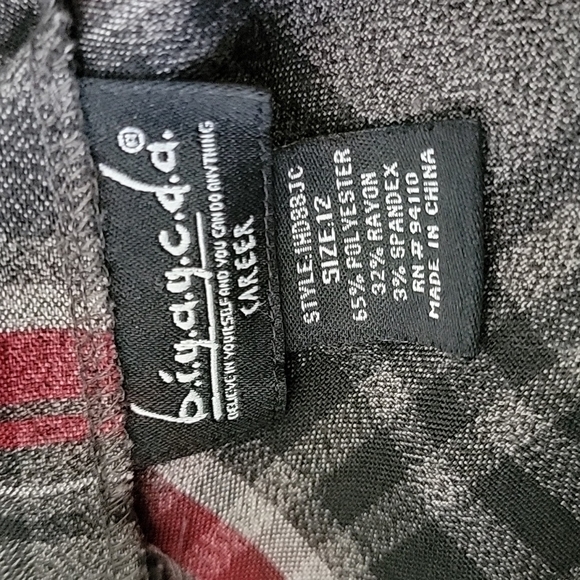 b.i.y.a.y.c.d.a.®
BELIEVE IN YOURSELF AND YOU CAN DO ANYTHING
CAREER
STYLE:IHD88JC
SIZE:12
65% POLYESTER
32% RAYON
3% SPANDEX
RN # 94110
MADE IN CHINA